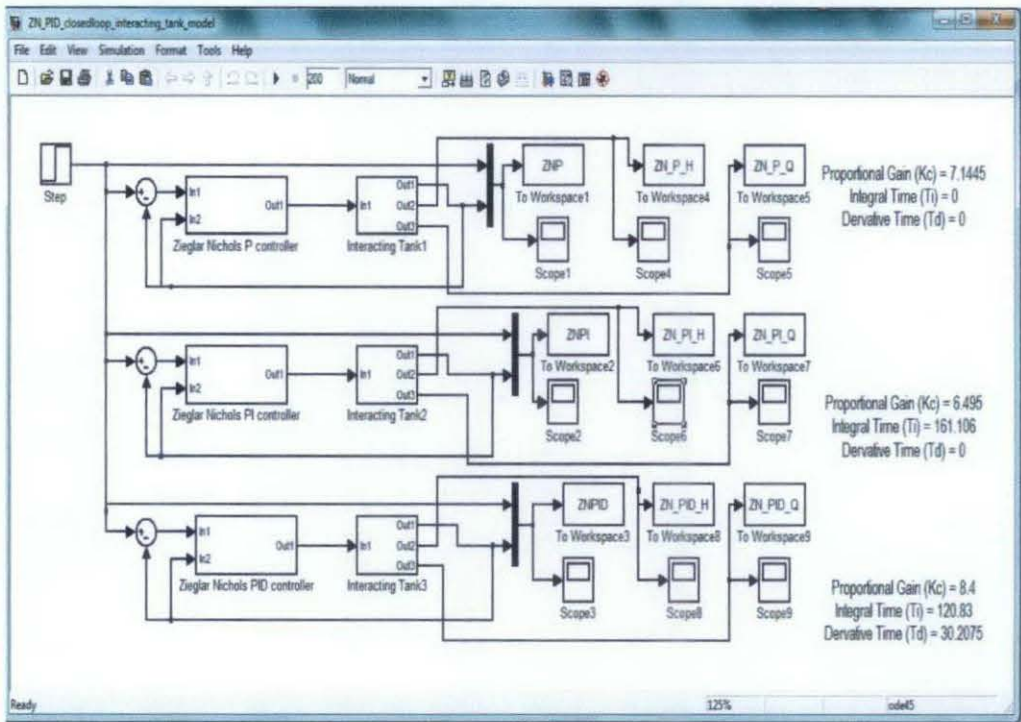 ZN_PID_closedloop_interacting_tank_model
File Edit View Simulation Format Tools Help
200 Normal
Step
In1
In2
Out1
Zieglar Nichols P controller
In1
Out1
Out2
Out3
Interacting Tank1
ZNP
To Workspace1
Scope1
ZN_P_H
To Workspace4
Scope4
ZN_P_Q
To Workspace5
Scope5
Proportional Gain (Kc) = 7.1445
Integral Time (Ti) = 0
Dervative Time (Td) = 0
In1
In2
Out1
Zieglar Nichols PI controller
In1
Out1
Out2
Out3
Interacting Tank2
ZNPI
To Workspace2
Scope2
ZN_PI_H
To Workspace6
Scope6
ZN_PI_Q
To Workspace7
Scope7
Proportional Gain (Kc) = 6.495
Integral Time (Ti) = 161.106
Dervative Time (Td) = 0
In1
In2
Out1
Zieglar Nichols PID controller
In1
Out1
Out2
Out3
Interacting Tank3
ZNPID
To Workspace3
Scope3
ZN_PID_H
To Workspace8
Scope8
ZN_PID_Q
To Workspace9
Scope9
Proportional Gain (Kc) = 8.4
Integral Time (Ti) = 120.83
Dervative Time (Td) = 30.2075
Ready 125% ode45